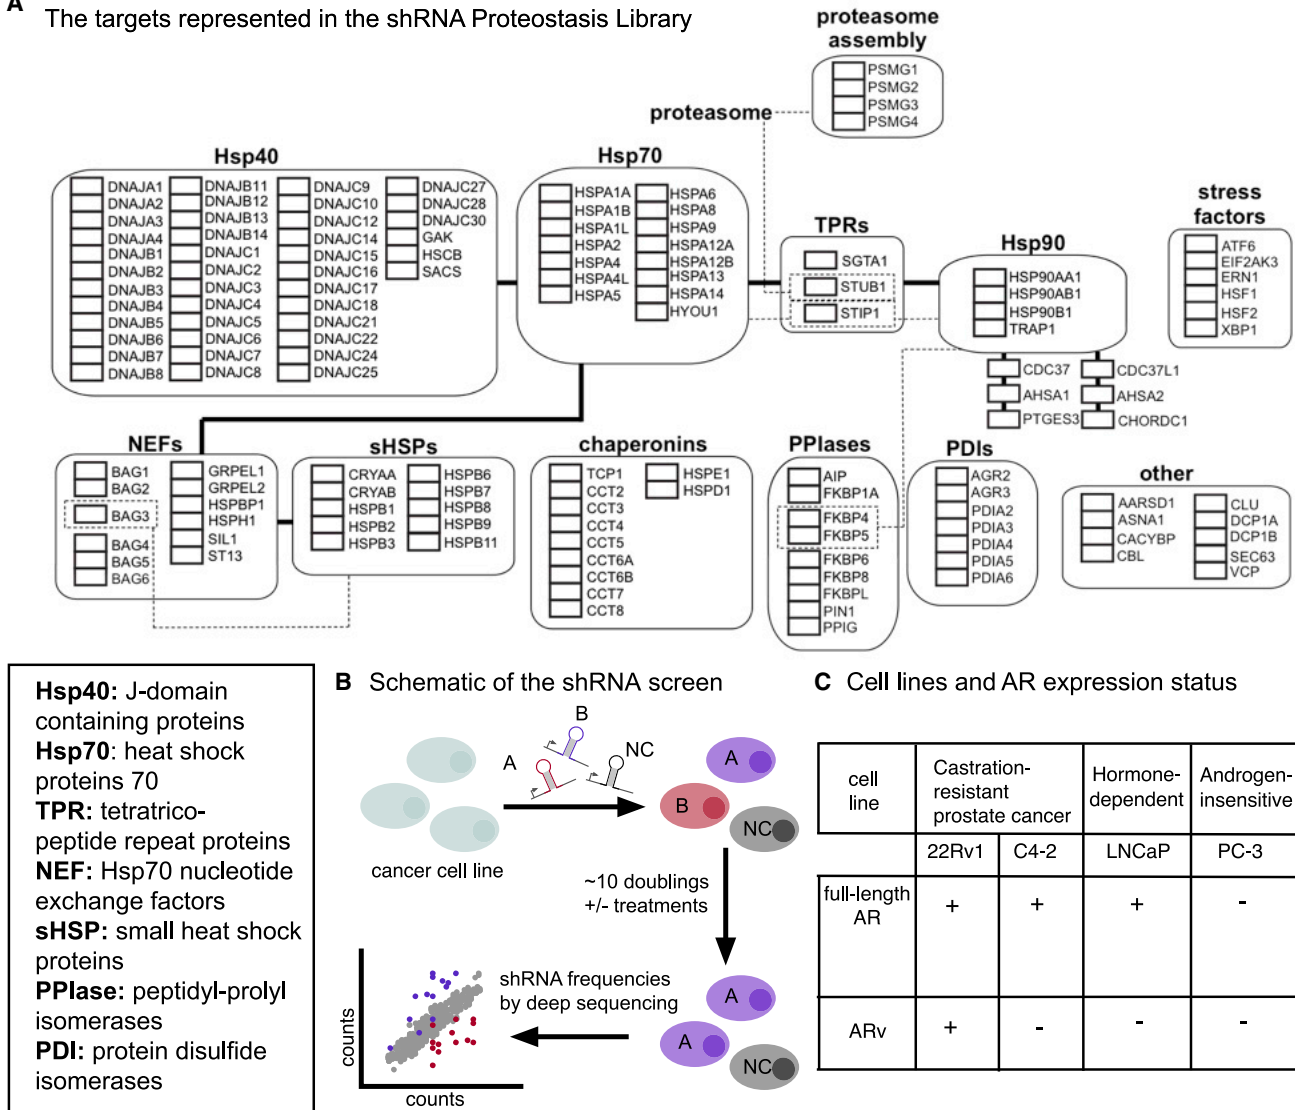 A The targets represented in the shRNA Proteostasis Library
proteasome
assembly
PSMG1
PSMG2
PSMG3
PSMG4
proteasome
Hsp40
DNAJA1
DNAJA2
DNAJA3
DNAJA4
DNAJB1
DNAJB2
DNAJB3
DNAJB4
DNAJB5
DNAJB6
DNAJB7
DNAJB8
DNAJB11
DNAJB12
DNAJB13
DNAJB14
DNAJC1
DNAJC2
DNAJC3
DNAJC4
DNAJC5
DNAJC6
DNAJC7
DNAJC8
DNAJC9
DNAJC10
DNAJC12
DNAJC14
DNAJC15
DNAJC16
DNAJC17
DNAJC18
DNAJC21
DNAJC22
DNAJC24
DNAJC25
DNAJC27
DNAJC28
DNAJC30
GAK
HSCB
SACS
Hsp70
HSPA1A
HSPA1B
HSPA1L
HSPA2
HSPA4
HSPA4L
HSPA5
HSPA6
HSPA8
HSPA9
HSPA12A
HSPA12B
HSPA13
HSPA14
HYOU1
TPRs
SGTA1
STUB1
STIP1
Hsp90
HSP90AA1
HSP90AB1
HSP90B1
TRAP1
CDC37
AHSA1
PTGES3
CDC37L1
AHSA2
CHORDC1
stress
factors
ATF6
EIF2AK3
ERN1
HSF1
HSF2
XBP1
NEFs
BAG1
BAG2
BAG3
BAG4
BAG5
BAG6
GRPEL1
GRPEL2
HSPBP1
HSPH1
SIL1
ST13
sHSPs
CRYAA
CRYAB
HSPB1
HSPB2
HSPB3
HSPB6
HSPB7
HSPB8
HSPB9
HSPB11
chaperonins
TCP1
CCT2
CCT3
CCT4
CCT5
CCT6A
CCT6B
CCT7
CCT8
HSPE1
HSPD1
PPIases
AIP
FKBP1A
FKBP4
FKBP5
FKBP6
FKBP8
FKBPL
PIN1
PPIG
PDIs
AGR2
AGR3
PDIA2
PDIA3
PDIA4
PDIA5
PDIA6
other
AARSD1
ASNA1
CACYBP
CBL
CLU
DCP1A
DCP1B
SEC63
VCP
Hsp40: J-domain
containing proteins
Hsp70: heat shock
proteins 70
TPR: tetratrico-
peptide repeat proteins
NEF: Hsp70 nucleotide
exchange factors
sHSP: small heat shock
proteins
PPIase: peptidyl-prolyl
isomerases
PDI: protein disulfide
isomerases
B Schematic of the shRNA screen
A
B
NC
cancer cell line
A
B
NC
~10 doublings
+/- treatments
A
A
NC
shRNA frequencies
by deep sequencing
counts
counts
C Cell lines and AR expression status
cell
line
Castration-
resistant
prostate cancer
Hormone-
dependent
Androgen-
insensitive
22Rv1 C4-2 LNCaP PC-3
full-length
AR + + + -
ARv + - - -